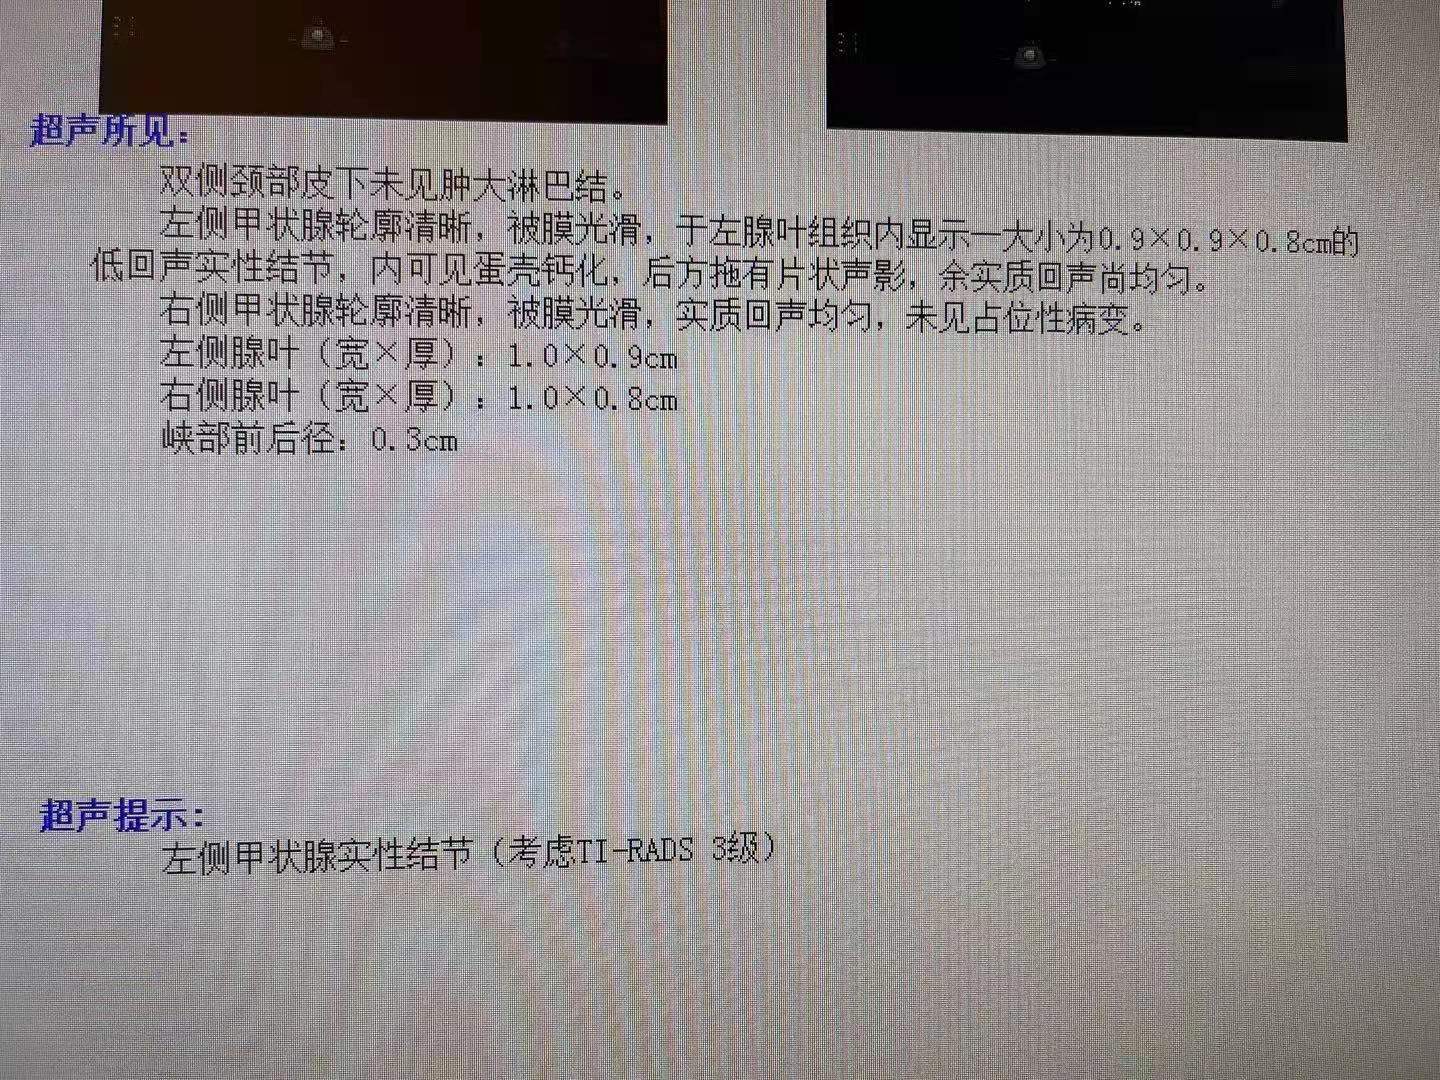 超声所见：
双侧颈部皮下未见肿大淋巴结。
左侧甲状腺轮廓清晰，被膜光滑，于左腺叶组织内显示一大小为0.9×0.9×0.8cm的
低回声实性结节，内可见蛋壳钙化，后方拖有片状声影，余实质回声尚均匀。
右侧甲状腺轮廓清晰，被膜光滑，实质回声均匀，未见占位性病变。
左侧腺叶（宽×厚）：1.0×0.9cm
右侧腺叶（宽×厚）：1.0×0.8cm
峡部前后径：0.3cm
超声提示：
左侧甲状腺实性结节（考虑TI-RADS 3级）